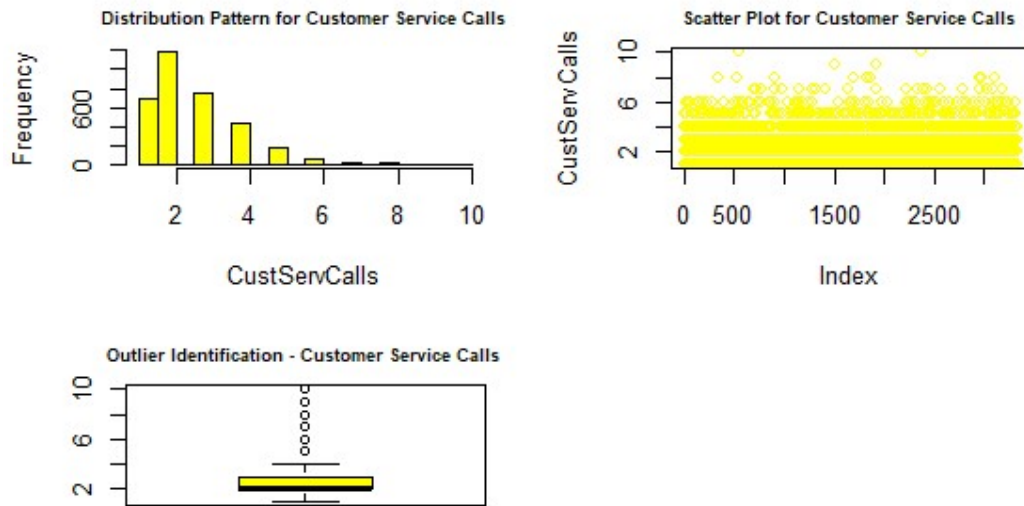 Distribution Pattern for Customer Service Calls
Frequency
0 600
2 4 6 8 10
CustServCalls
Scatter Plot for Customer Service Calls
CustServCalls
2 6 10
0 500 1500 2500
Index
Outlier Identification - Customer Service Calls
2 6 10